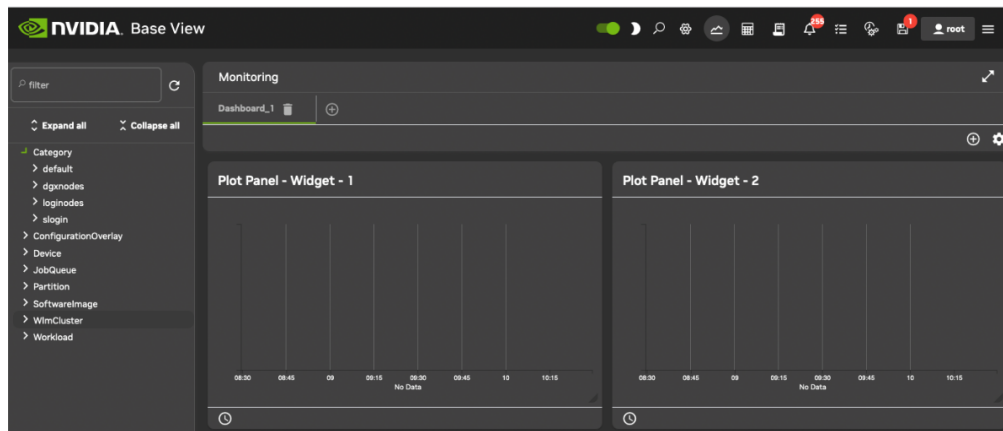 NVIDIA. Base View
255
root
filter
Expand all Collapse all
Category
default
dgxnodes
loginodes
slogin
ConfigurationOverlay
Device
JobQueue
Partition
SoftwareImage
WlmCluster
Workload
Monitoring
Dashboard_1
Plot Panel - Widget - 1
08:30 08:45 09 09:15 09:30 09:45 10 10:15
No Data
Plot Panel - Widget - 2
08:30 08:45 09 09:15 09:30 09:45 10 10:15
No Data